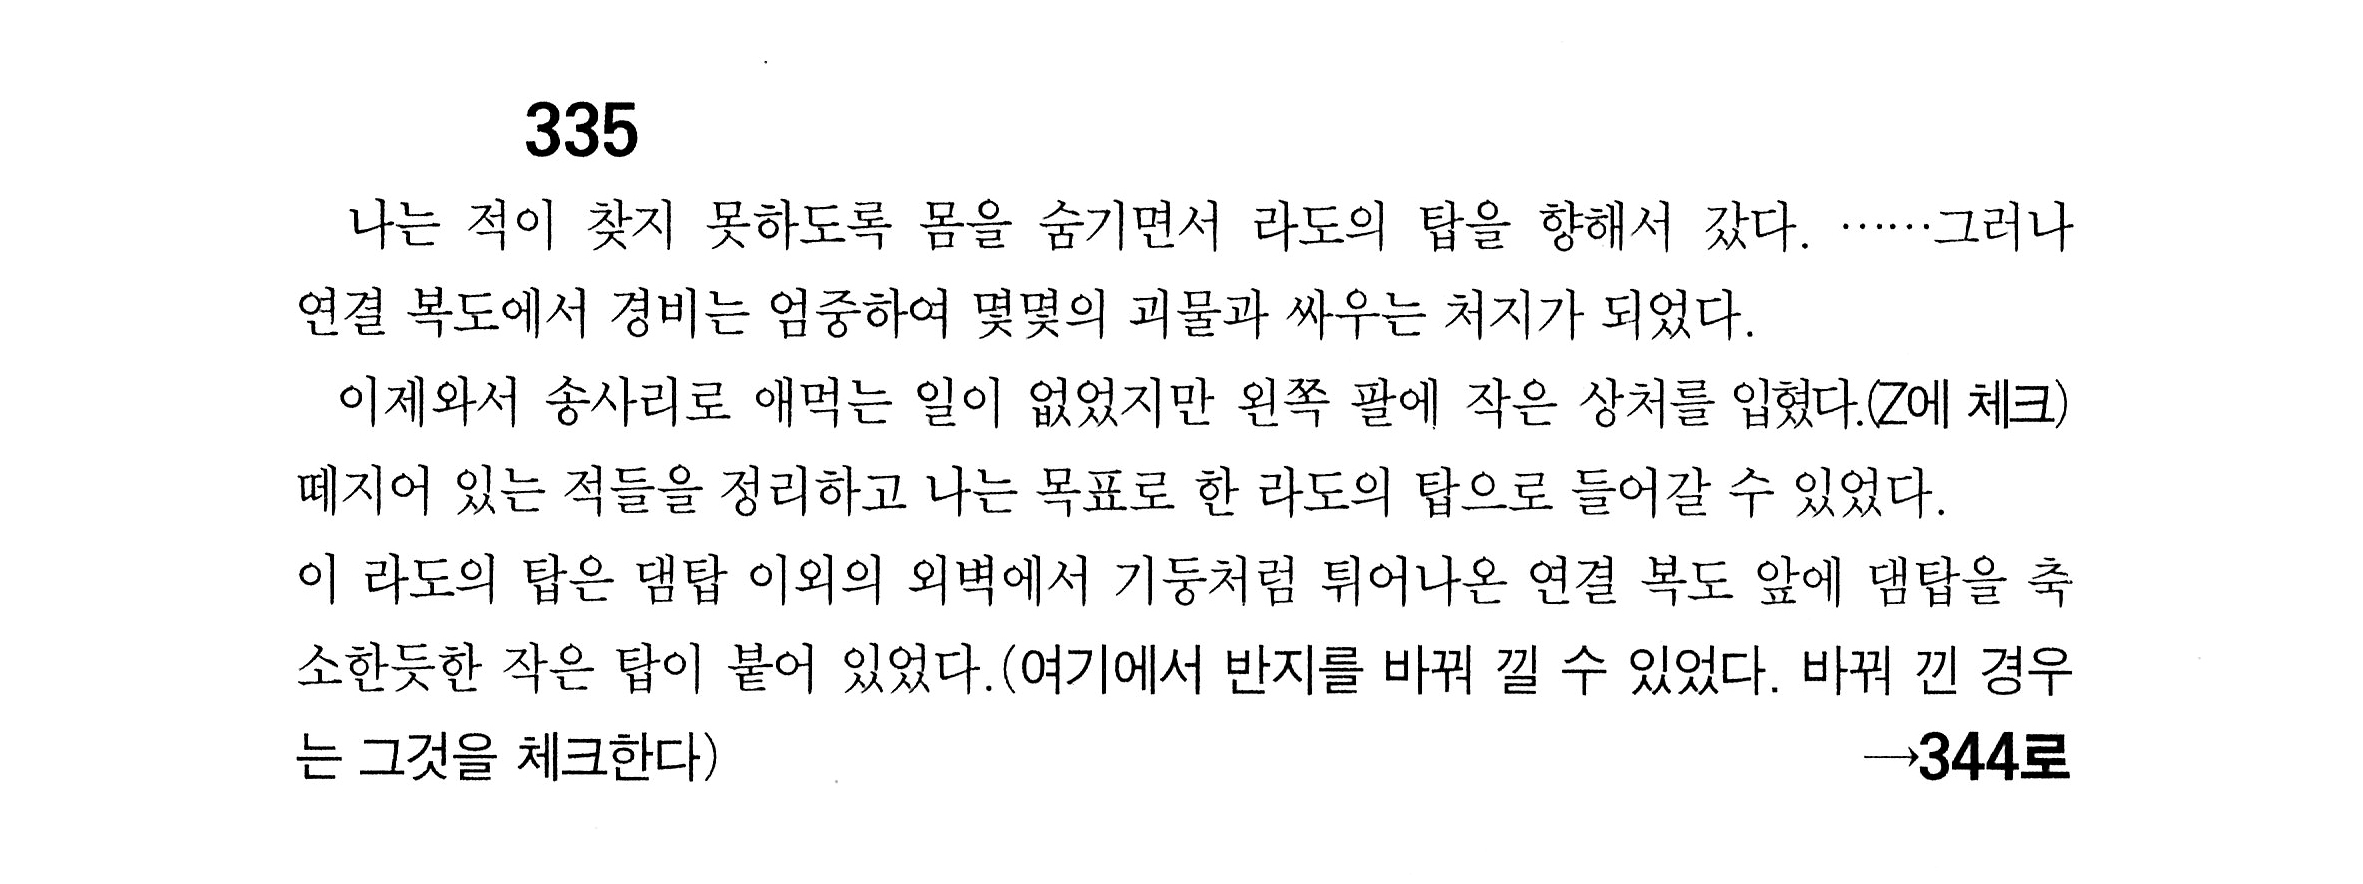 335
나는 적이 찾지 못하도록 몸을 숨기면서 라도의 탑을 향해서 갔다. ……그러나
연결 복도에서 경비는 엄중하여 몇몇의 괴물과 싸우는 처지가 되었다.
이제와서 송사리로 애먹는 일이 없었지만 왼쪽 팔에 작은 상처를 입혔다.(Z에 체크)
떼지어 있는 적들을 정리하고 나는 목표로 한 라도의 탑으로 들어갈 수 있었다.
이 라도의 탑은 댐탑 이외의 외벽에서 기둥처럼 튀어나온 연결 복도 앞에 댐탑을 축
소한듯한 작은 탑이 붙어 있었다.(여기에서 반지를 바꿔 낄 수 있었다. 바꿔 낀 경우
는 그것을 체크한다) →344로